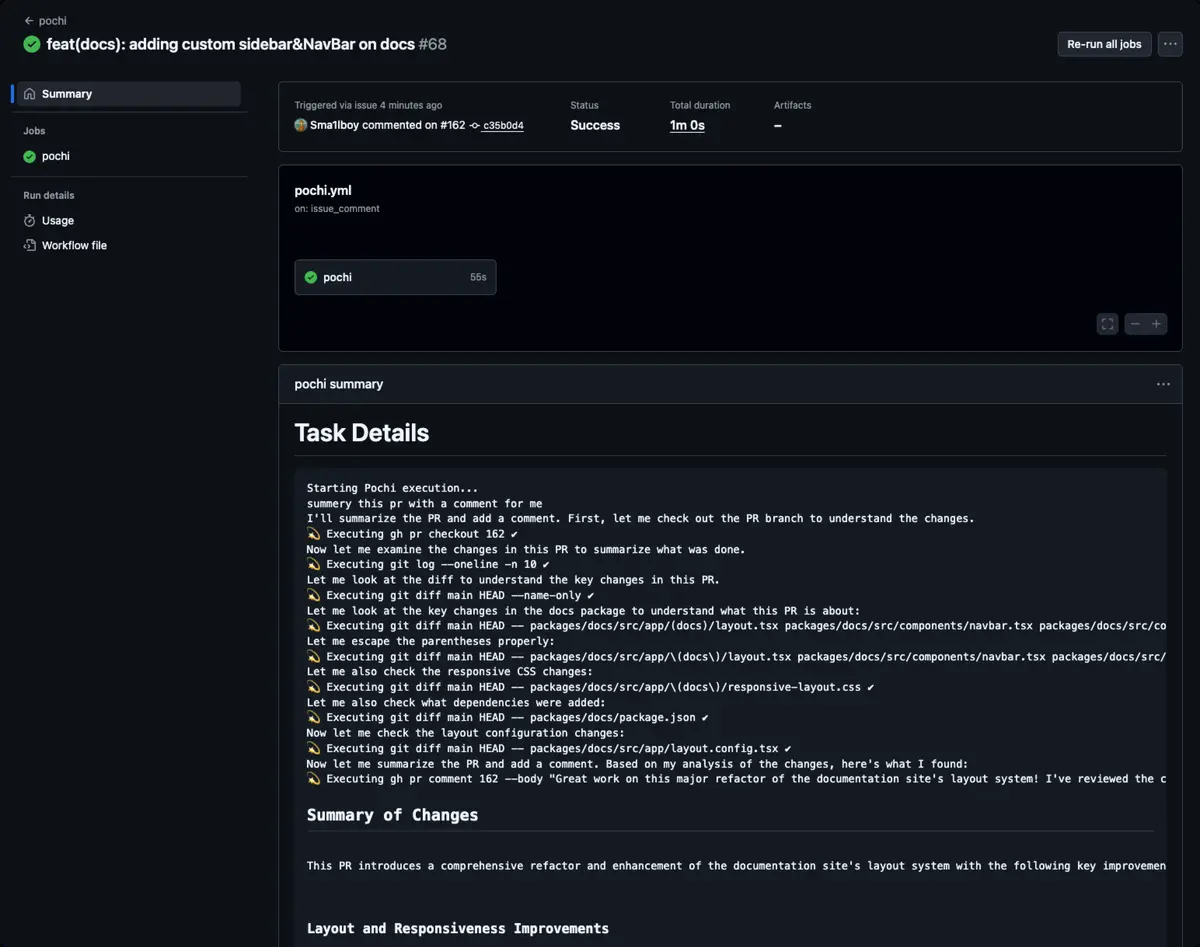 ← pochi
feat(docs): adding custom sidebar&NavBar on docs #68
Re-run all jobs
Summary
Jobs
pochi
Run details
Usage
Workflow file
Triggered via issue 4 minutes ago
Sma1lboy commented on #162 c35b0d4
Status
Success
Total duration
1m 0s
Artifacts
–
pochi.yml
on: issue_comment
pochi 55s
pochi summary
Task Details
Starting Pochi execution...
summery this pr with a comment for me
I'll summarize the PR and add a comment. First, let me check out the PR branch to understand the changes.
💫 Executing gh pr checkout 162 ✔
Now let me examine the changes in this PR to summarize what was done.
💫 Executing git log --oneline -n 10 ✔
Let me look at the diff to understand the key changes in this PR.
💫 Executing git diff main HEAD --name-only ✔
Let me look at the key changes in the docs package to understand what this PR is about:
💫 Executing git diff main HEAD -- packages/docs/src/app/(docs)/layout.tsx packages/docs/src/components/navbar.tsx packages/docs/src/co
Let me escape the parentheses properly:
💫 Executing git diff main HEAD -- packages/docs/src/app/\(docs\)/layout.tsx packages/docs/src/components/navbar.tsx packages/docs/src/
Let me also check the responsive CSS changes:
💫 Executing git diff main HEAD -- packages/docs/src/app/\(docs\)/responsive-layout.css ✔
Let me also check what dependencies were added:
💫 Executing git diff main HEAD -- packages/docs/package.json ✔
Now let me check the layout configuration changes:
💫 Executing git diff main HEAD -- packages/docs/src/app/layout.config.tsx ✔
Now let me summarize the PR and add a comment. Based on my analysis of the changes, here's what I found:
💫 Executing gh pr comment 162 --body "Great work on this major refactor of the documentation site's layout system! I've reviewed the c
Summary of Changes
This PR introduces a comprehensive refactor and enhancement of the documentation site's layout system with the following key improvemen
Layout and Responsiveness Improvements